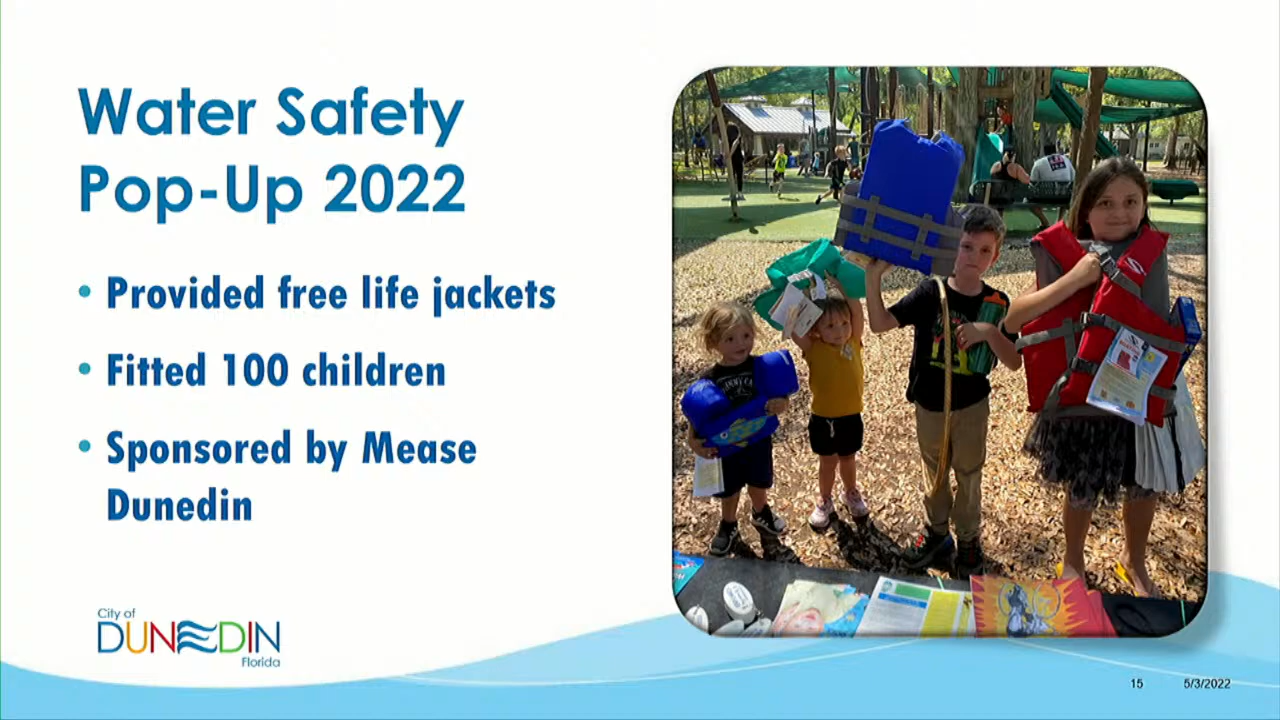 Water Safety
Pop-Up 2022
• Provided free life jackets
• Fitted 100 children
• Sponsored by Mease
Dunedin
City of
DUNEDIN
Florida
15
5/3/2022